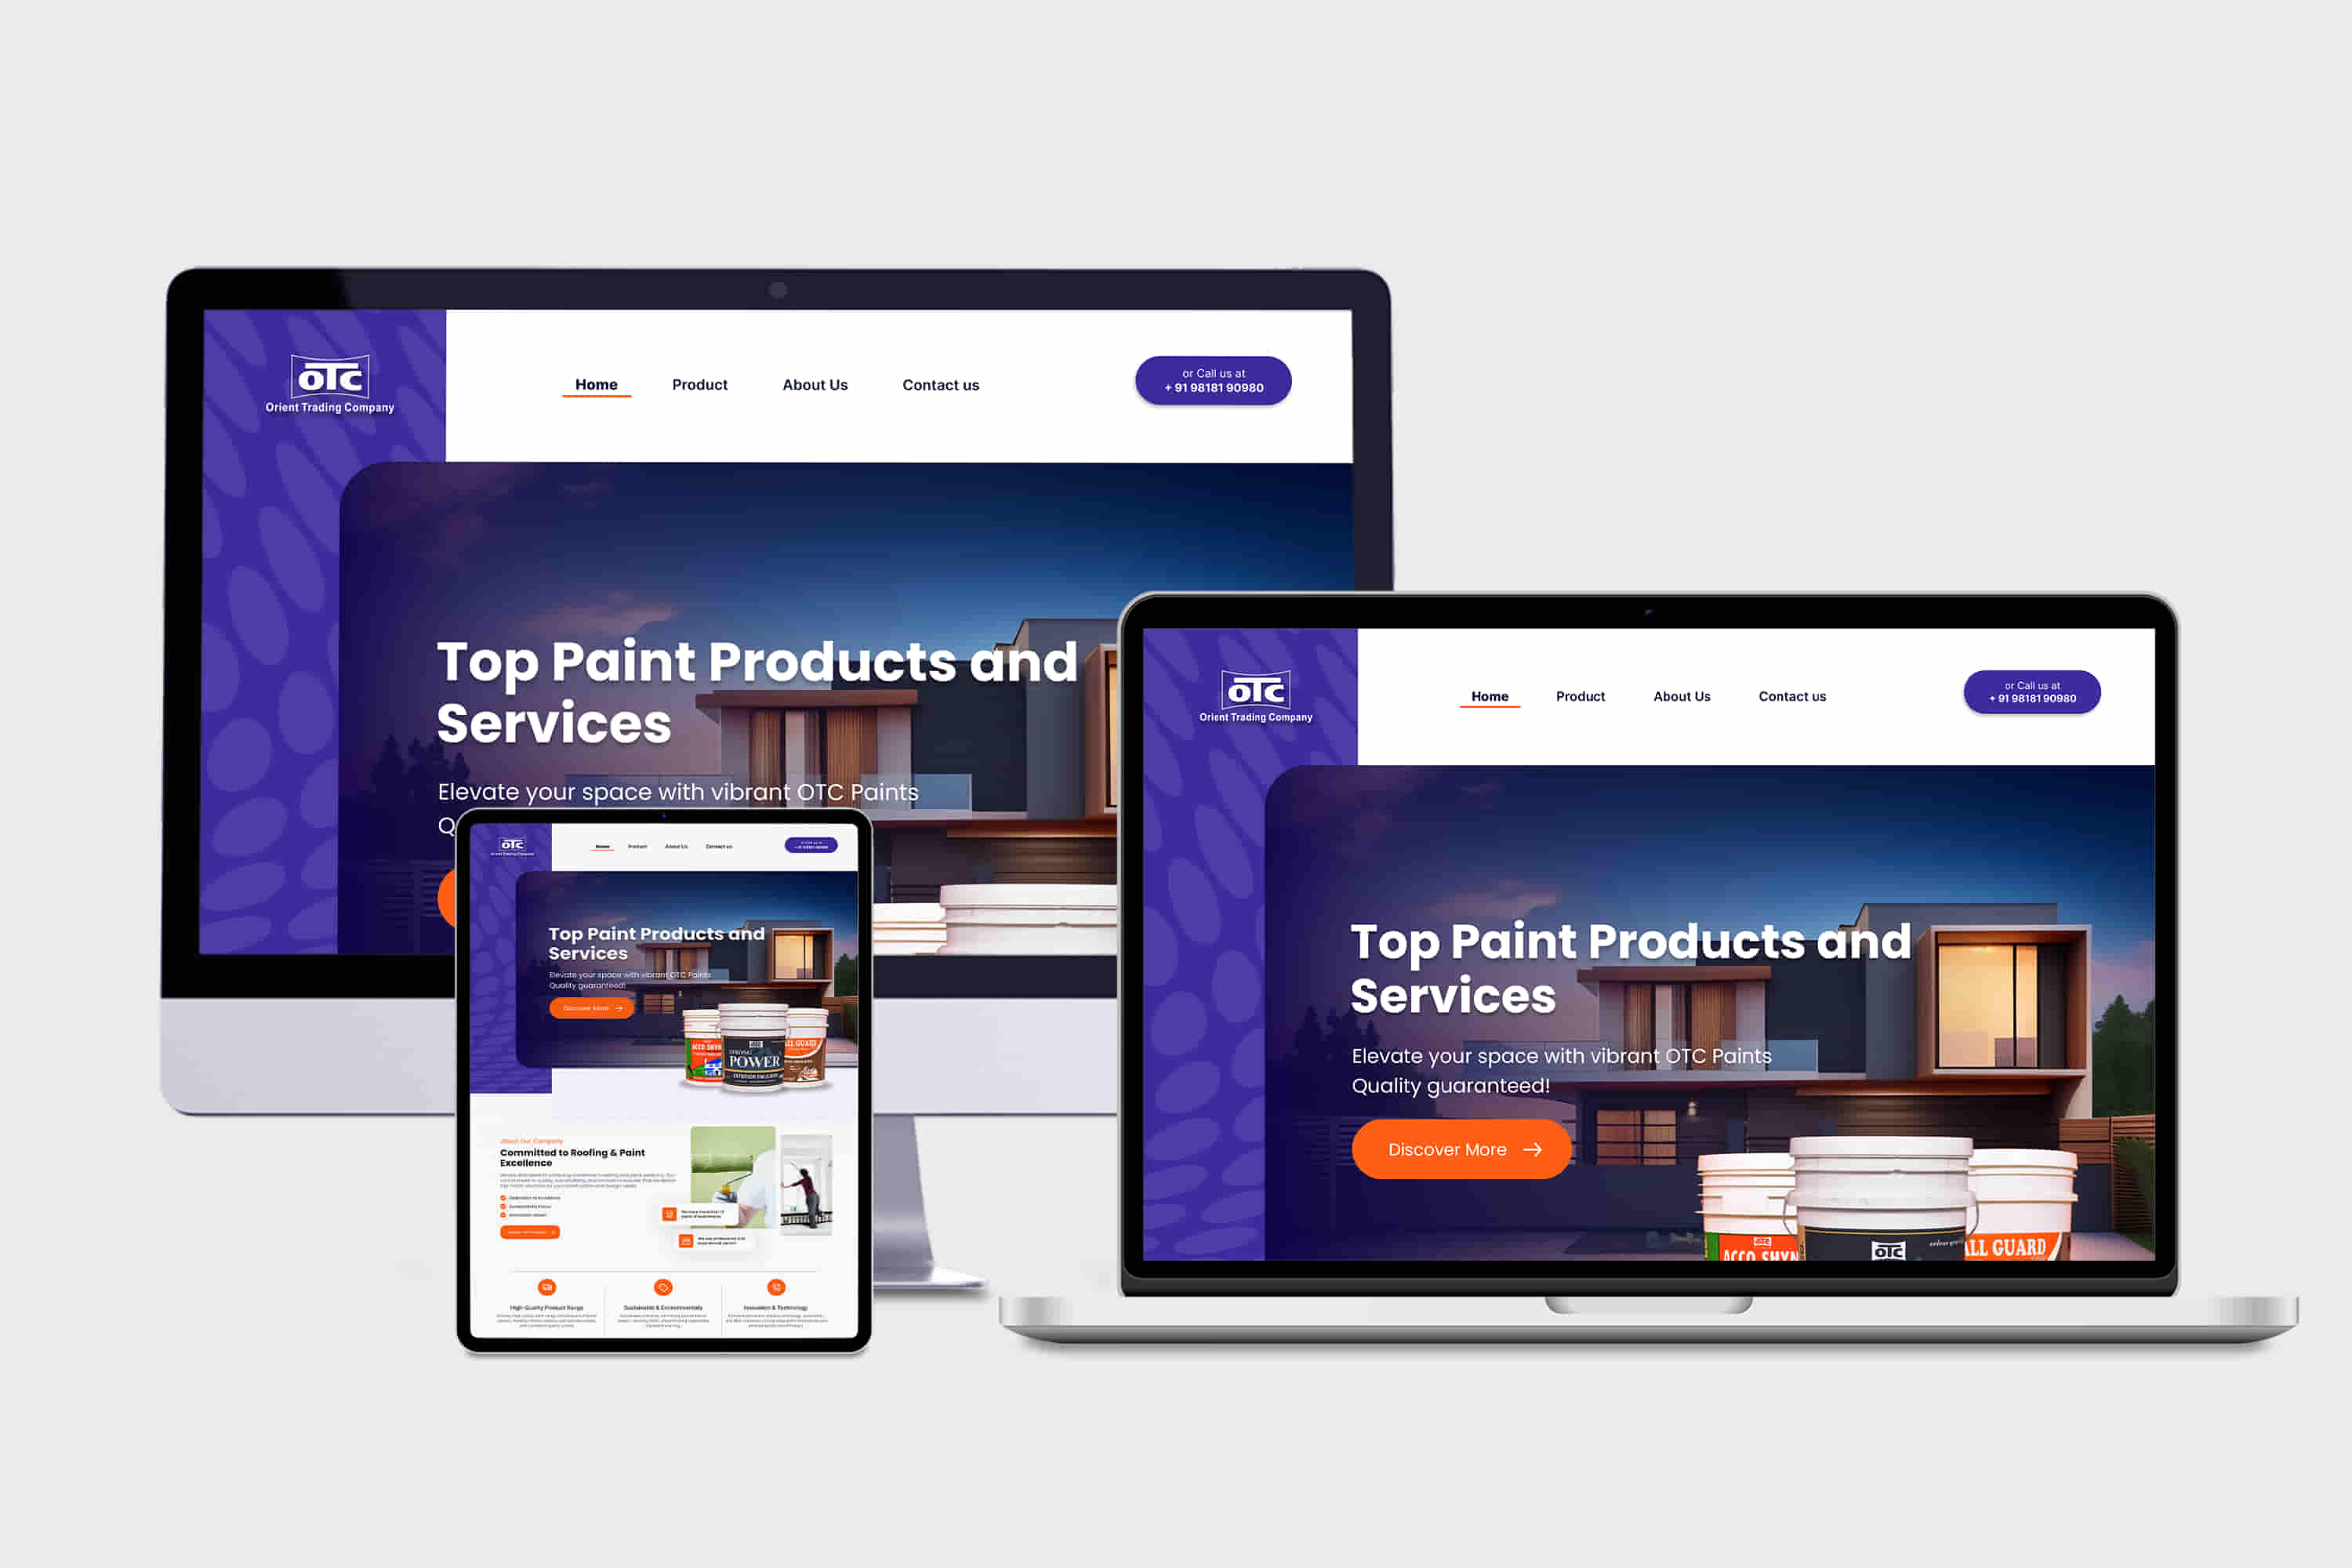 OTC
Orient Trading Company
Home
Product
About Us
Contact us
or Call us at
+ 91 98181 90980
Top Paint Products and
Services
Elevate your space with vibrant OTC Paints
Q
OTC
Orient Trading Company
Home
Product
About Us
Contact us
or Call us at
+ 91 98181 90980
Top Paint Products and
Services
Elevate your space with vibrant OTC Paints
Quality guaranteed!
Discover More
OTC
ACCO SHYN
OTC
ALL GUARD
OTC
Orient Trading Company
Home
Product
About Us
Contact us
Top Paint Products and
Services
Elevate your space with vibrant OTC Paints
Quality guaranteed!
Discover More
ACCO SHYN
OTC
STRONG
POWER
EXTERIOR EMULSION
ALL GUARD
About Our Company
Committed to Roofing & Paint
Excellence
High-Quality Product Range
Sustainable & Environmentally
Innovation & Technology